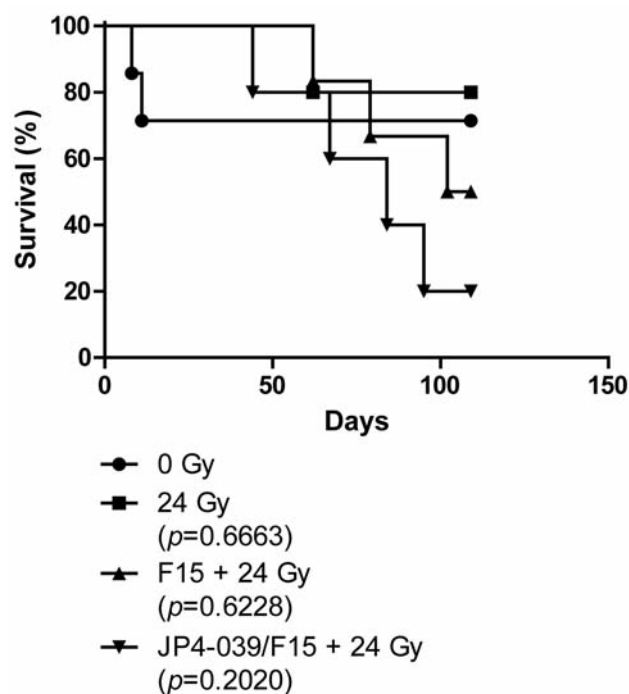 100
80
60
40
20
0
Survival (%)
0 50 100 150
Days
0 Gy
24 Gy
(p=0.6663)
F15 + 24 Gy
(p=0.6228)
JP4-039/F15 + 24 Gy
(p=0.2020)